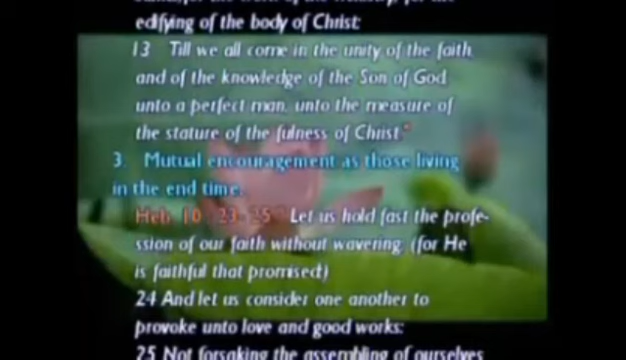 edifying of the body of Christ:
13 Till we all come in the unity of the faith,
and of the knowledge of the Son of God,
unto a perfect man, unto the measure of
the stature of the fulness of Christ"
3. Mutual encouragement as those living
in the end time.
Heb. 10 :23- 25 "Let us hold fast the profe-
ssion of our faith without wavering; (for He
is faithful that promised;)
24 And let us consider one another to
provoke unto love and good works:
25 Not forsaking the assembling of ourselves